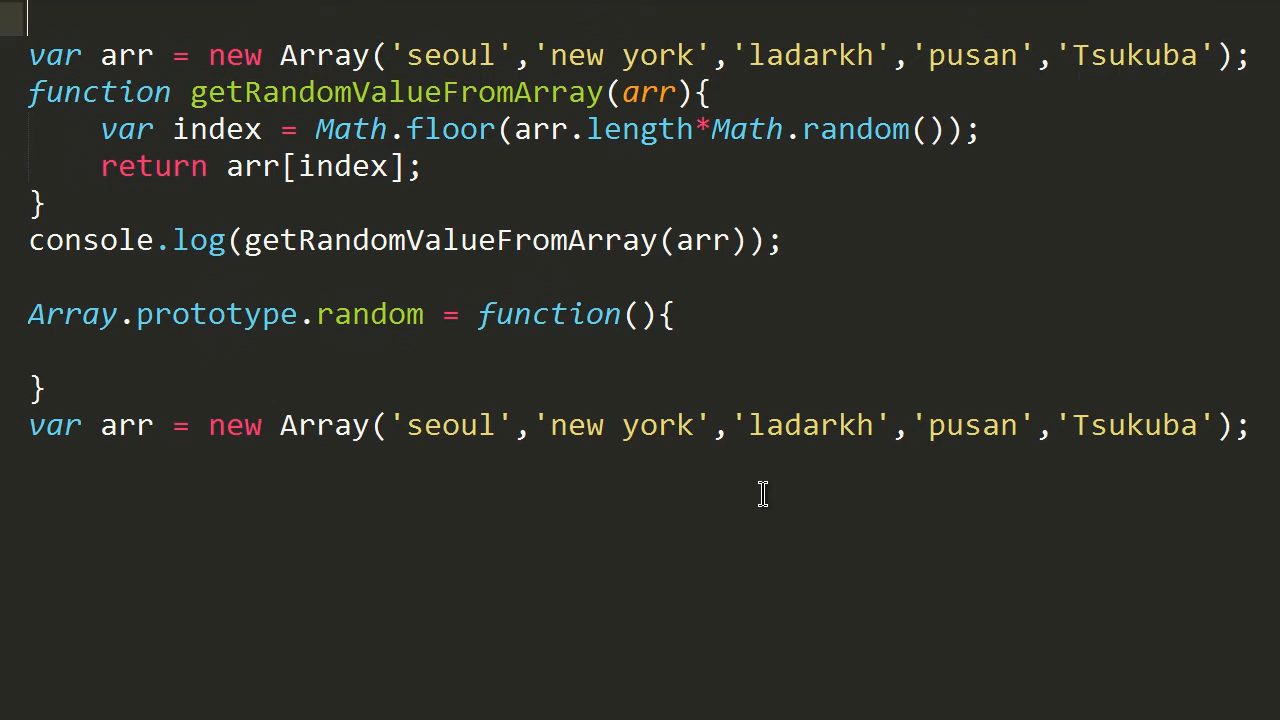 var arr = new Array('seoul','new york','ladarkh','pusan','Tsukuba');
function getRandomValueFromArray(arr){
    var index = Math.floor(arr.length*Math.random());
    return arr[index];
}
console.log(getRandomValueFromArray(arr));
Array.prototype.random = function(){
}
var arr = new Array('seoul','new york','ladarkh','pusan','Tsukuba');